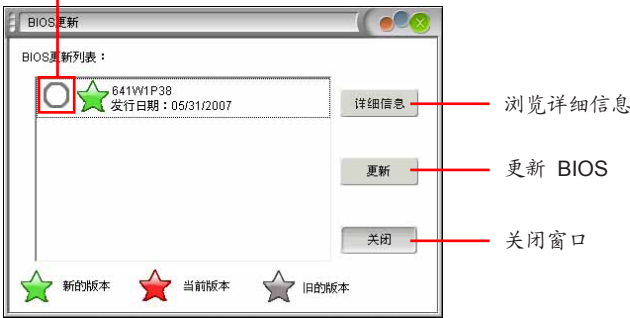 BIOS更新
BIOS更新列表：
641W1P38
发行日期：05/31/2007
详细信息
浏览详细信息
更新
更新 BIOS
关闭
关闭窗口
新的版本
当前版本
旧的版本